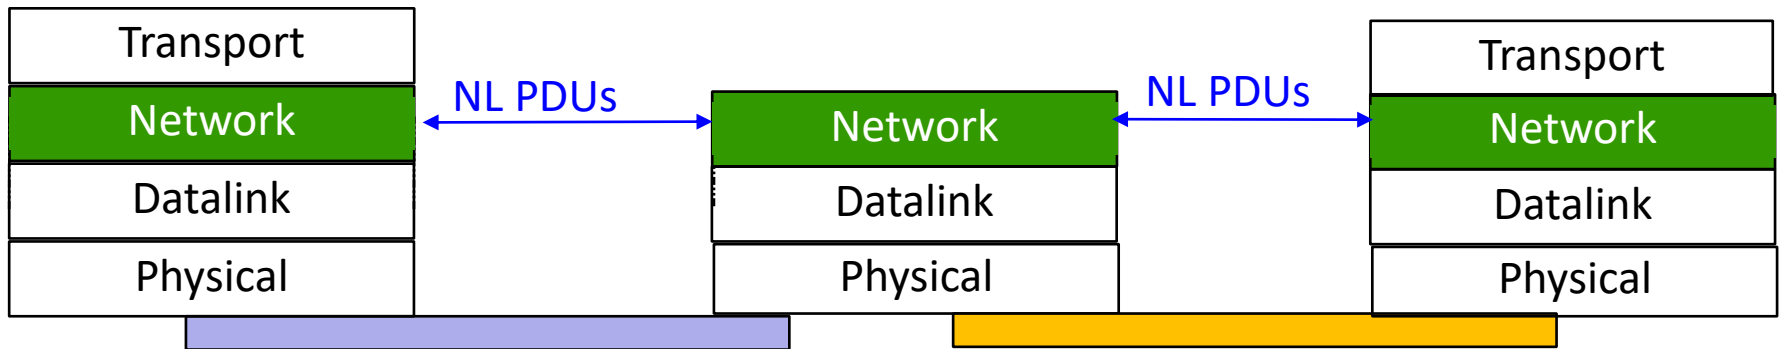 Transport
Network
Datalink
Physical
NL PDUs
Network
Datalink
Physical
NL PDUs
Transport
Network
Datalink
Physical